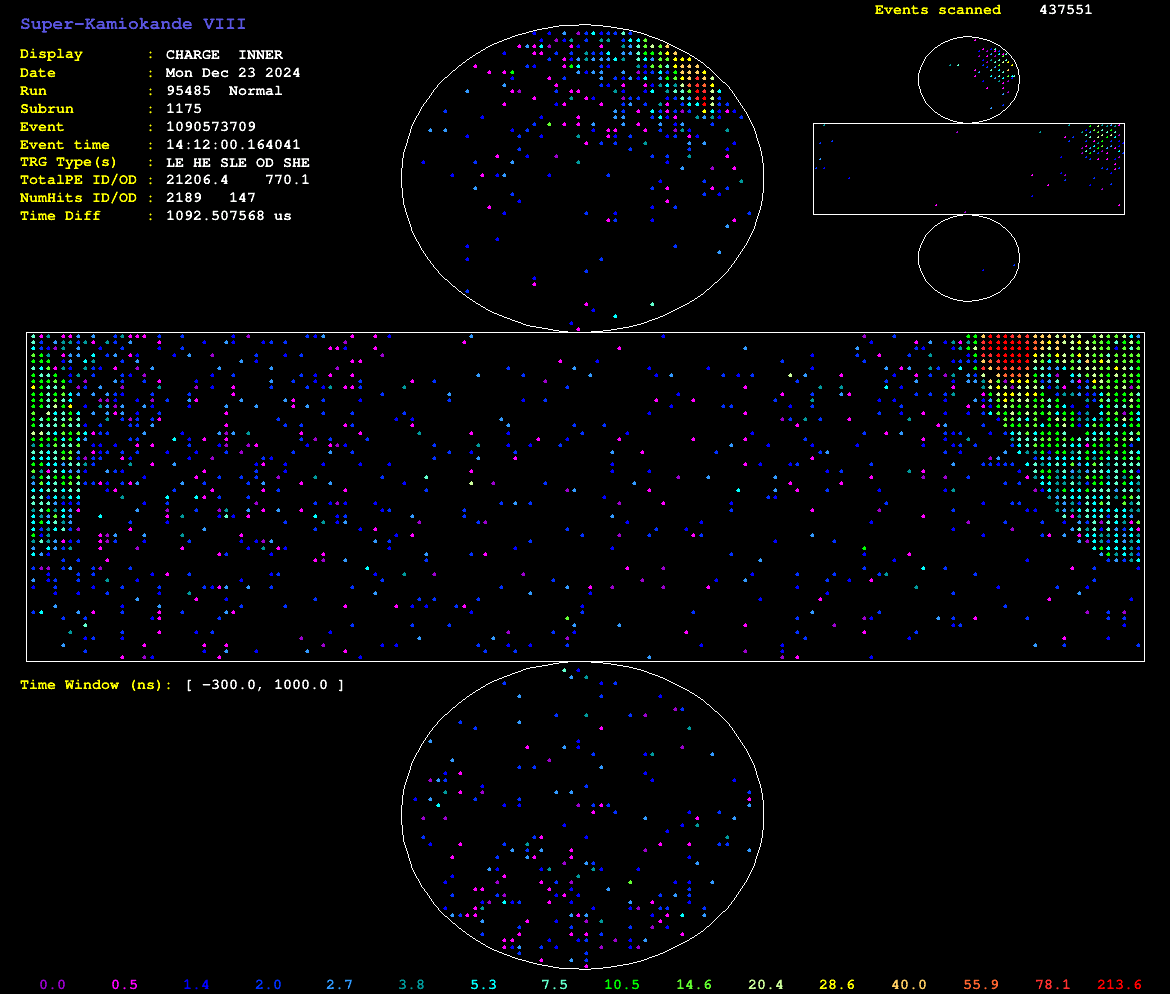 Super-Kamiokande VIII
Events scanned 437551
Display : CHARGE INNER
Date : Mon Dec 23 2024
Run : 95485 Normal
Subrun : 1175
Event : 1090573709
Event time : 14:12:00.164041
TRG Type(s) : LE HE SLE OD SHE
TotalPE ID/OD : 21206.4 770.1
NumHits ID/OD : 2189 147
Time Diff : 1092.507568 us
Time Window (ns): [ −300.0, 1000.0 ]
0.0 0.5 1.4 2.0 2.7 3.8 5.3 7.5 10.5 14.6 20.4 28.6 40.0 55.9 78.1 213.6